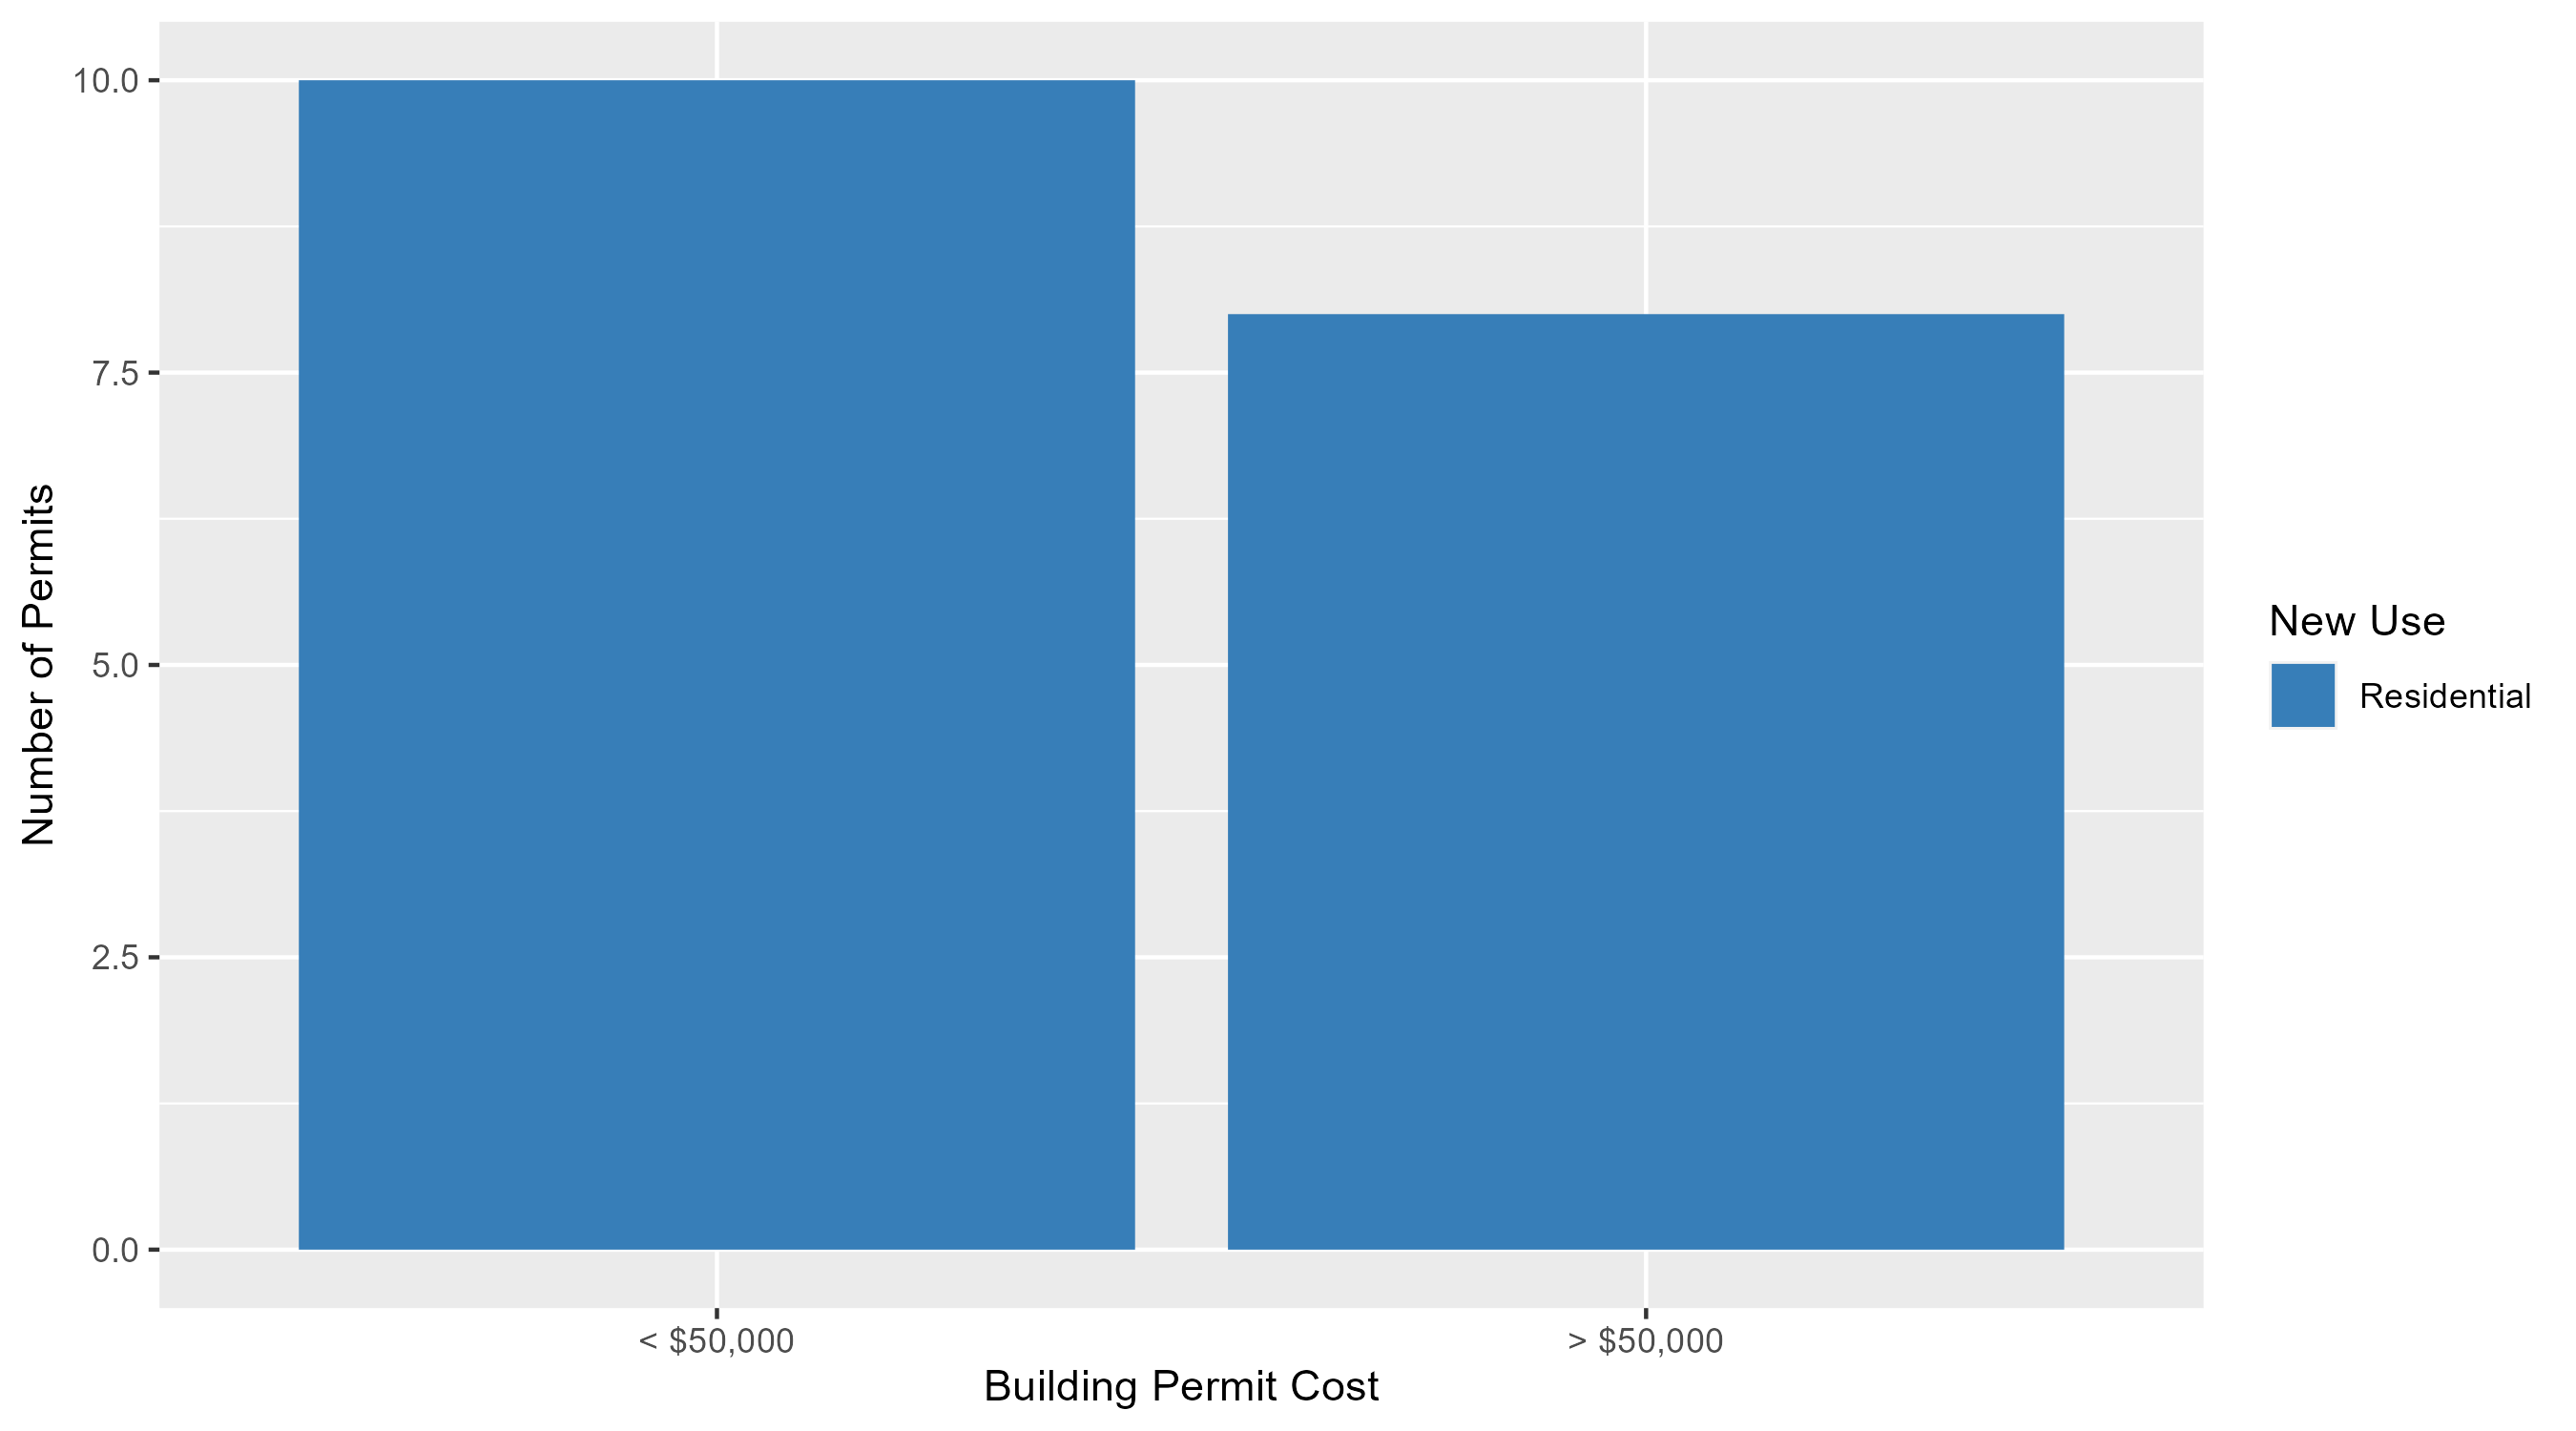 10.0
7.5
5.0
2.5
0.0
Number of Permits
< $50,000
> $50,000
Building Permit Cost
New Use
Residential